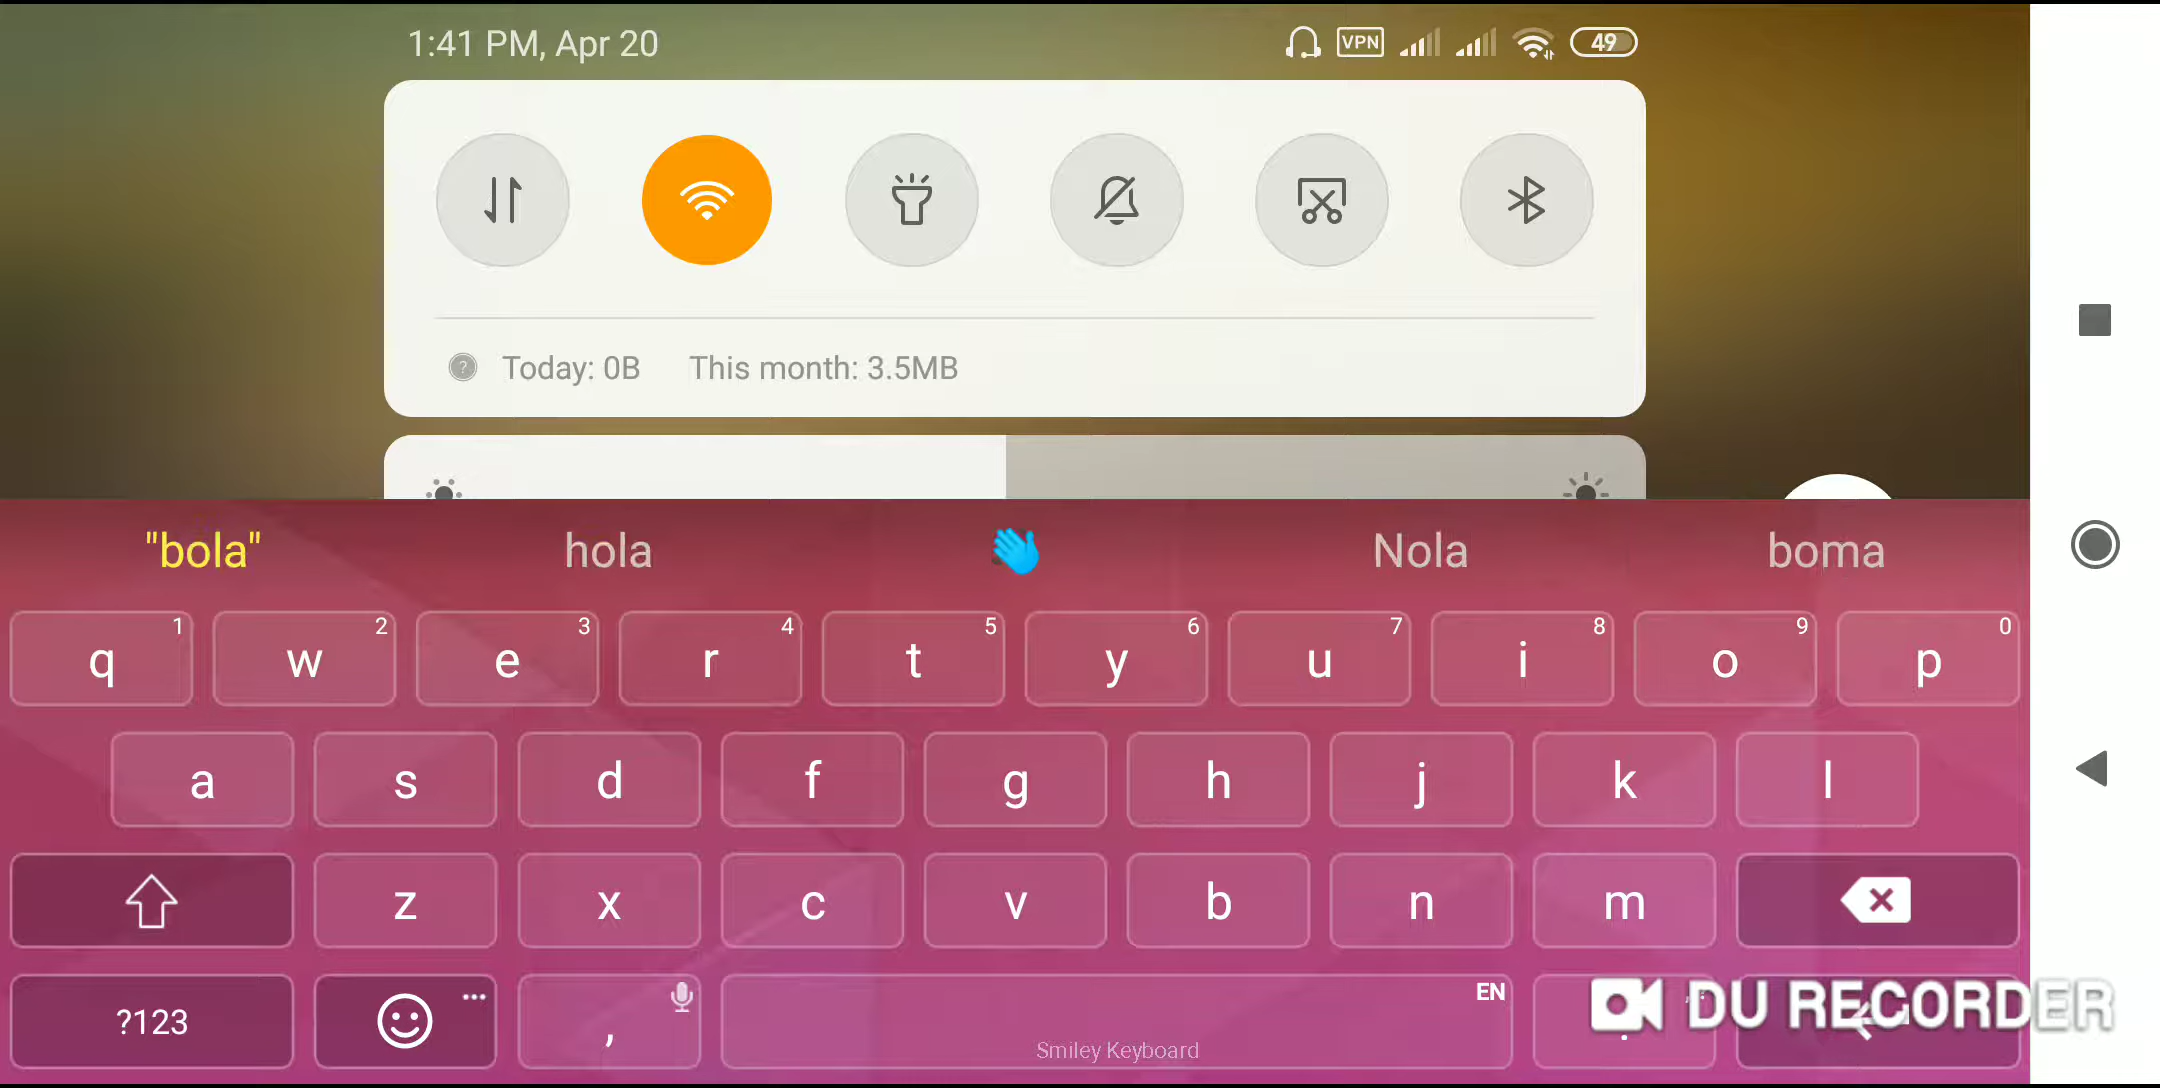 1:41 PM, Apr 20 VPN 49
Today: 0B This month: 3.5MB
"bola" hola Nola boma
q 1 w 2 e 3 r 4 t 5 y 6 u 7 i 8 o 9 p 0
a s d f g h j k l
z x c v b n m
?123 , EN .
Smiley Keyboard
DU RECORDER